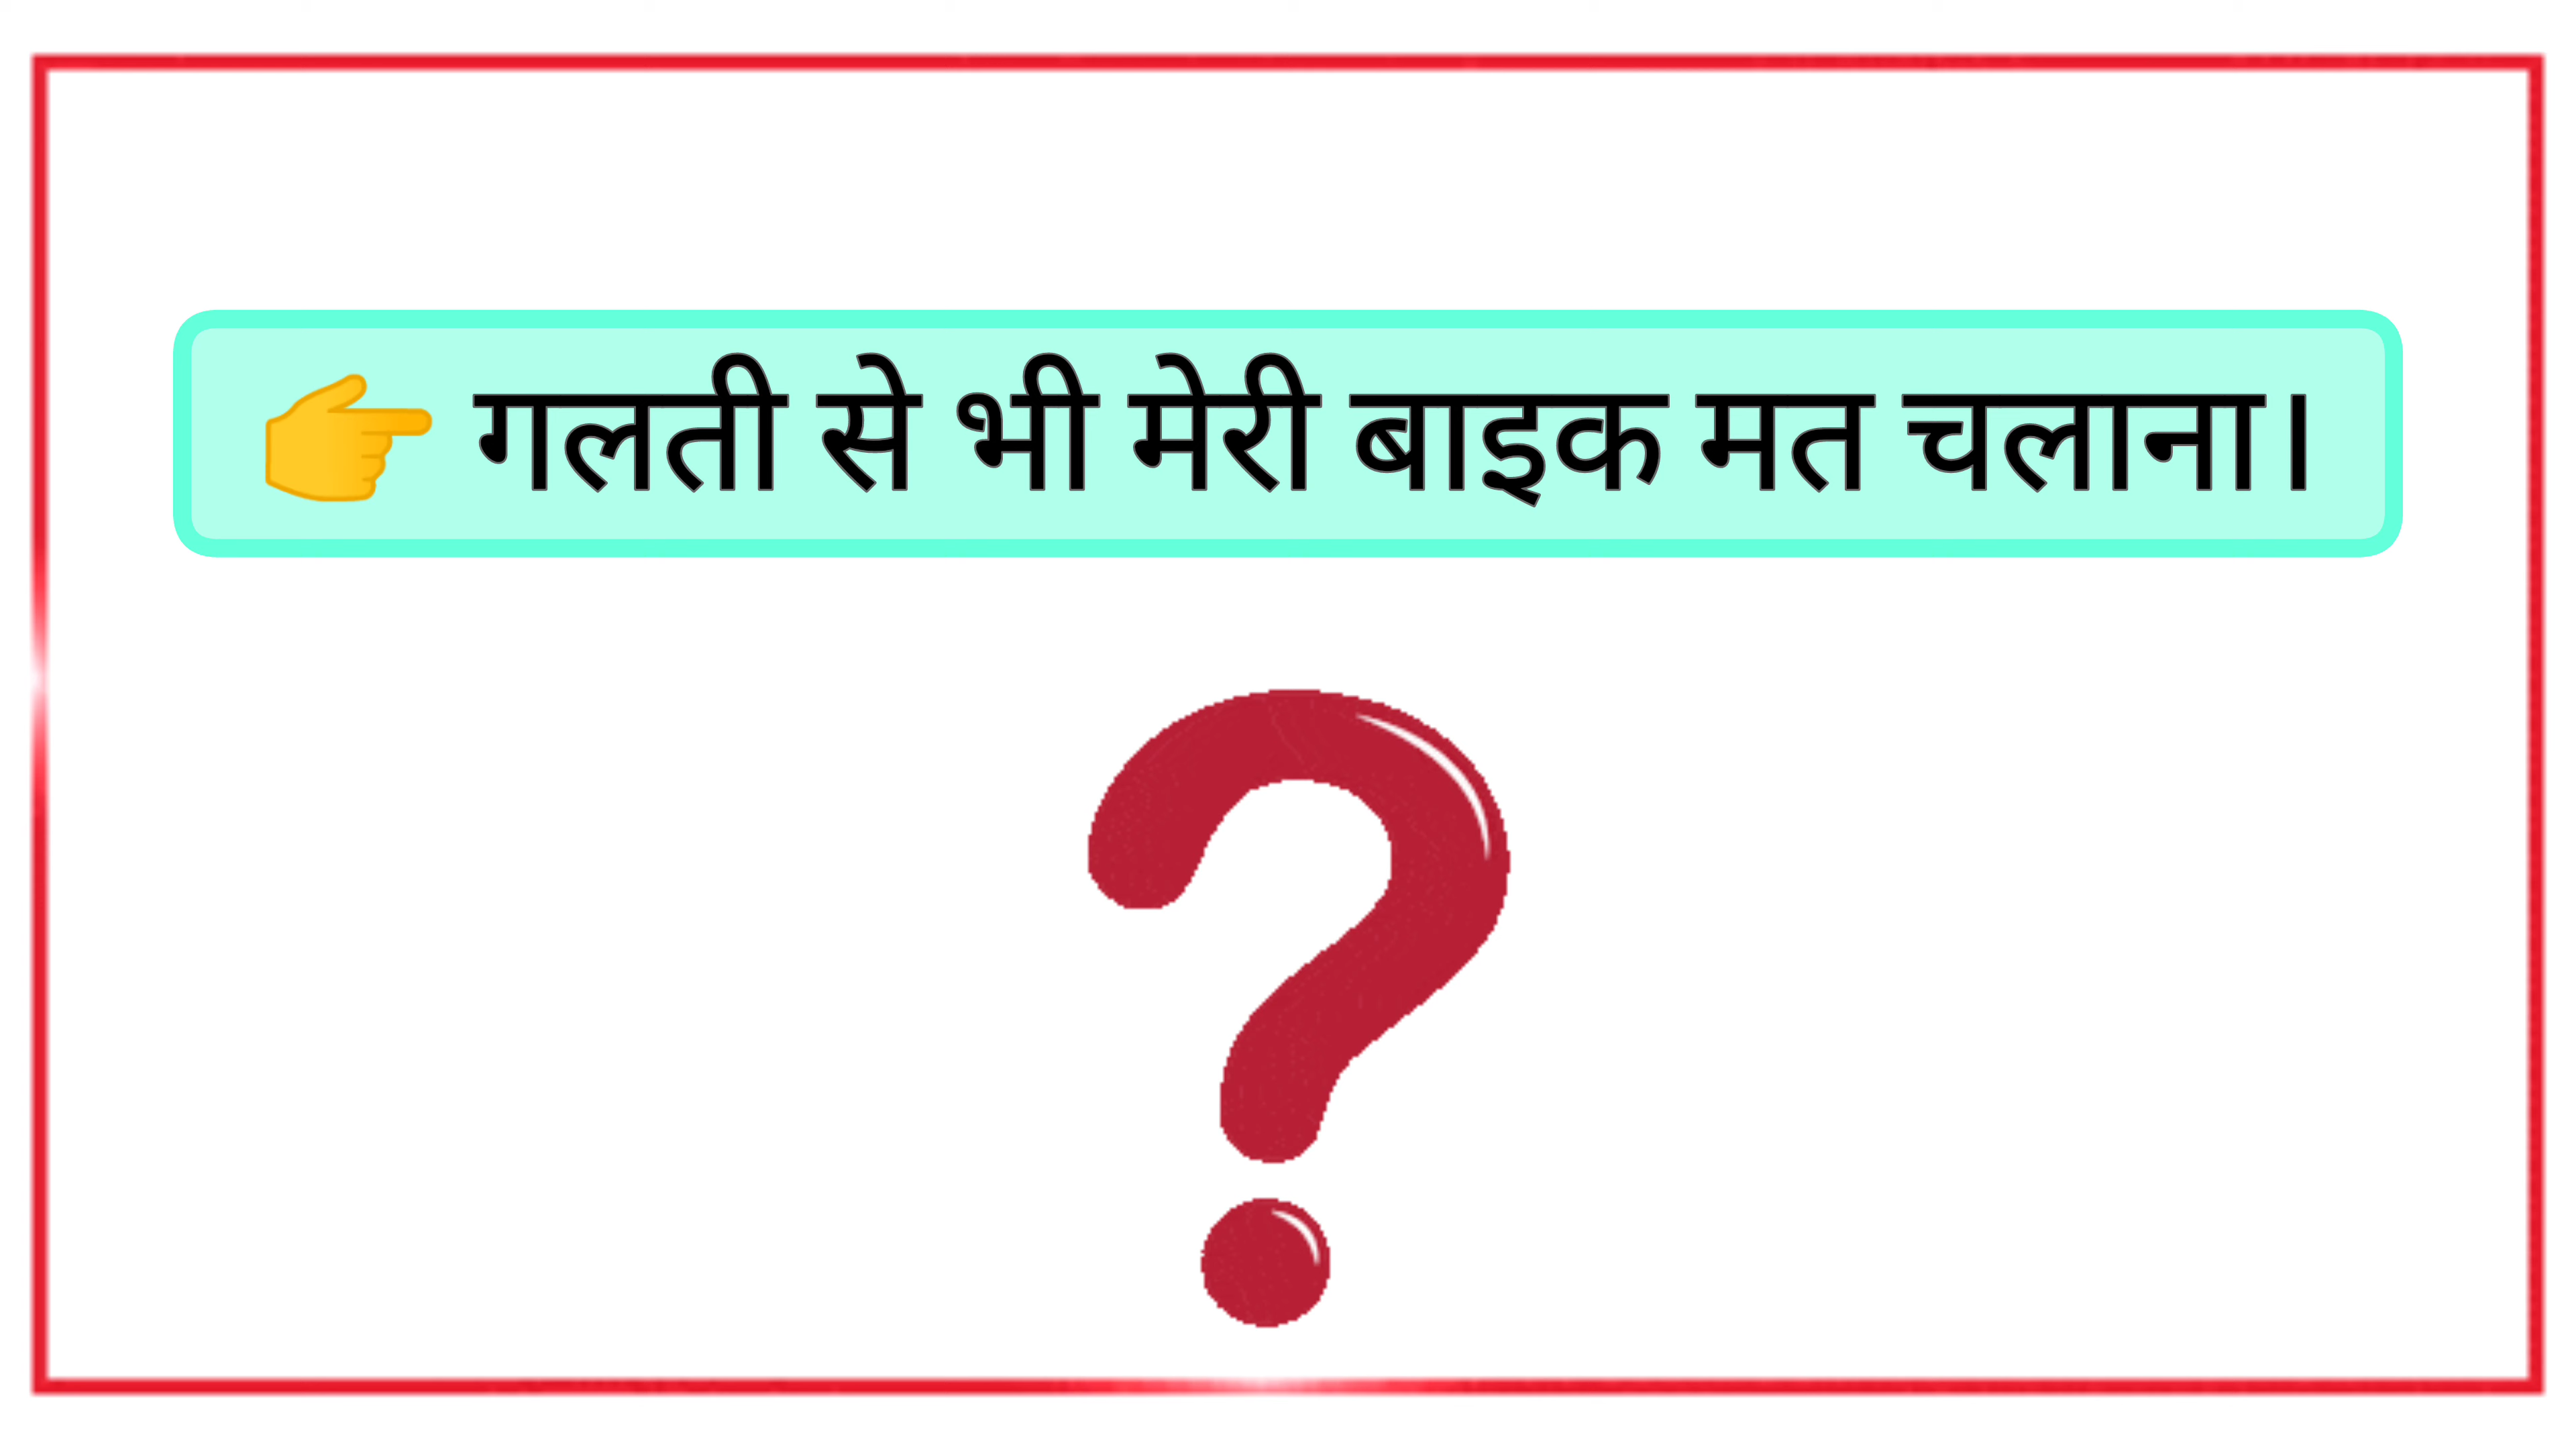 👉 गलती से भी मेरी बाइक मत चलाना।
?